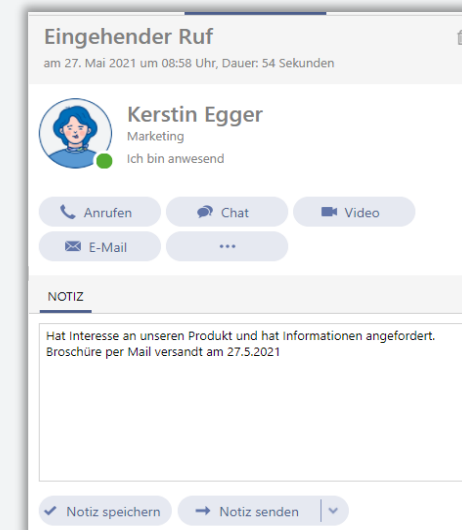 Eingehender Ruf
am 27. Mai 2021 um 08:58 Uhr, Dauer: 54 Sekunden
Kerstin Egger
Marketing
Ich bin anwesend
Anrufen
Chat
Video
E-Mail
NOTIZ
Hat Interesse an unseren Produkt und hat Informationen angefordert.
Broschüre per Mail versandt am 27.5.2021
Notiz speichern
Notiz senden